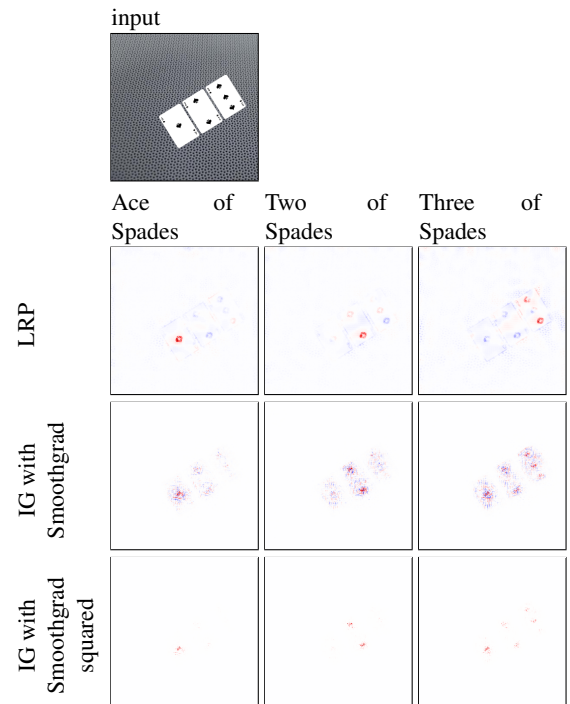 input
Ace of
Spades
Two of
Spades
Three of
Spades
LRP
IG with
Smoothgrad
IG with
Smoothgrad
squared